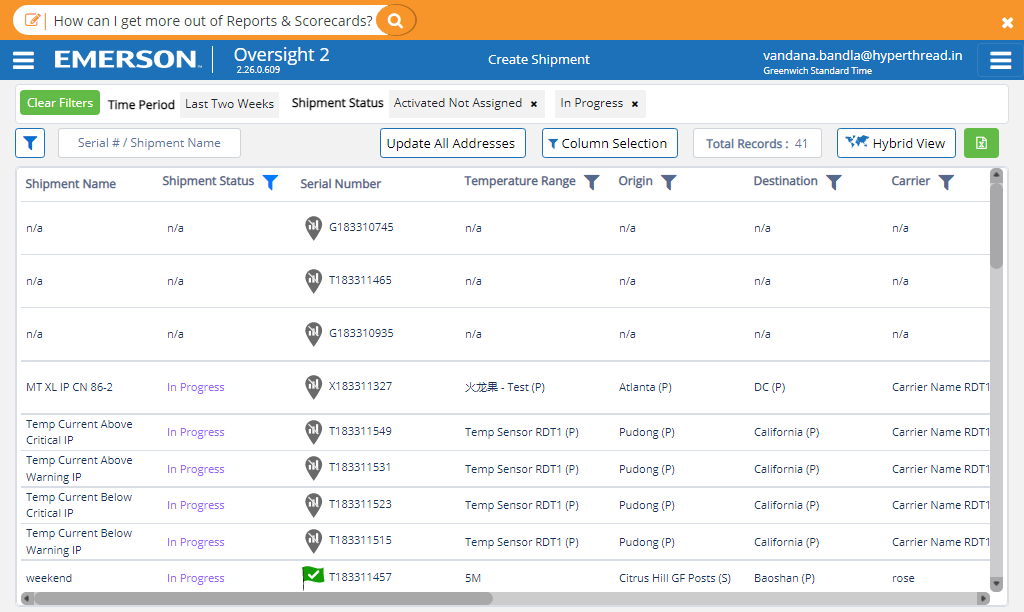 How can I get more out of Reports & Scorecards?
EMERSON Oversight 2 2.26.0.609 Create Shipment vandana.bandla@hyperthread.in
Greenwich Standard Time
Clear Filters Time Period Last Two Weeks Shipment Status Activated Not Assigned × In Progress ×
Serial # / Shipment Name Update All Addresses Column Selection Total Records : 41 Hybrid View
Shipment Name Shipment Status Serial Number Temperature Range Origin Destination Carrier
n/a n/a G183310745 n/a n/a n/a n/a
n/a n/a T183311465 n/a n/a n/a n/a
n/a n/a G183310935 n/a n/a n/a n/a
MT XL IP CN 86-2 In Progress X183311327 火龙果 - Test (P) Atlanta (P) DC (P) Carrier Name RDT1
Temp Current Above
Critical IP In Progress T183311549 Temp Sensor RDT1 (P) Pudong (P) California (P) Carrier Name RDT1
Temp Current Above
Warning IP In Progress T183311531 Temp Sensor RDT1 (P) Pudong (P) California (P) Carrier Name RDT1
Temp Current Below
Critical IP In Progress T183311523 Temp Sensor RDT1 (P) Pudong (P) California (P) Carrier Name RDT1
Temp Current Below
Warning IP In Progress T183311515 Temp Sensor RDT1 (P) Pudong (P) California (P) Carrier Name RDT1
weekend In Progress T183311457 5M Citrus Hill GF Posts (S) Baoshan (P) rose